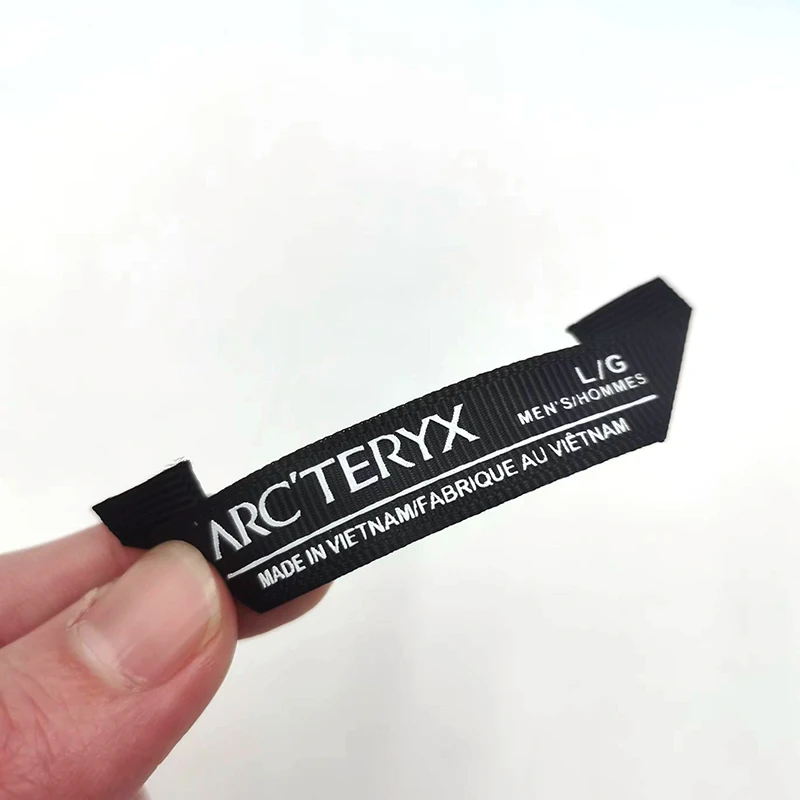 ARC'TERYX
L/G
MEN'S/HOMMES
MADE IN VIETNAM/FABRIQUE AU VIÊTNAM